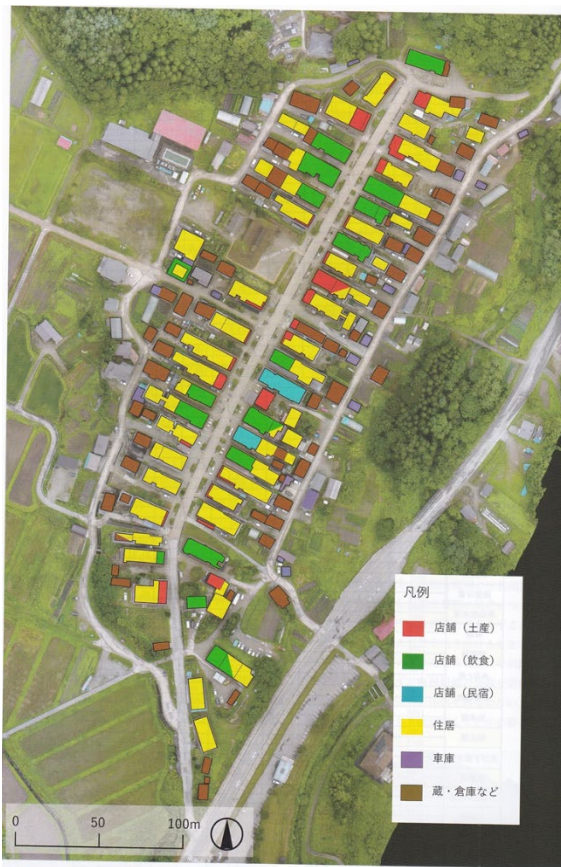 凡例
店舗（土産）
店舗（飲食）
店舗（民宿）
住居
車庫
蔵・倉庫など
0 50 100m